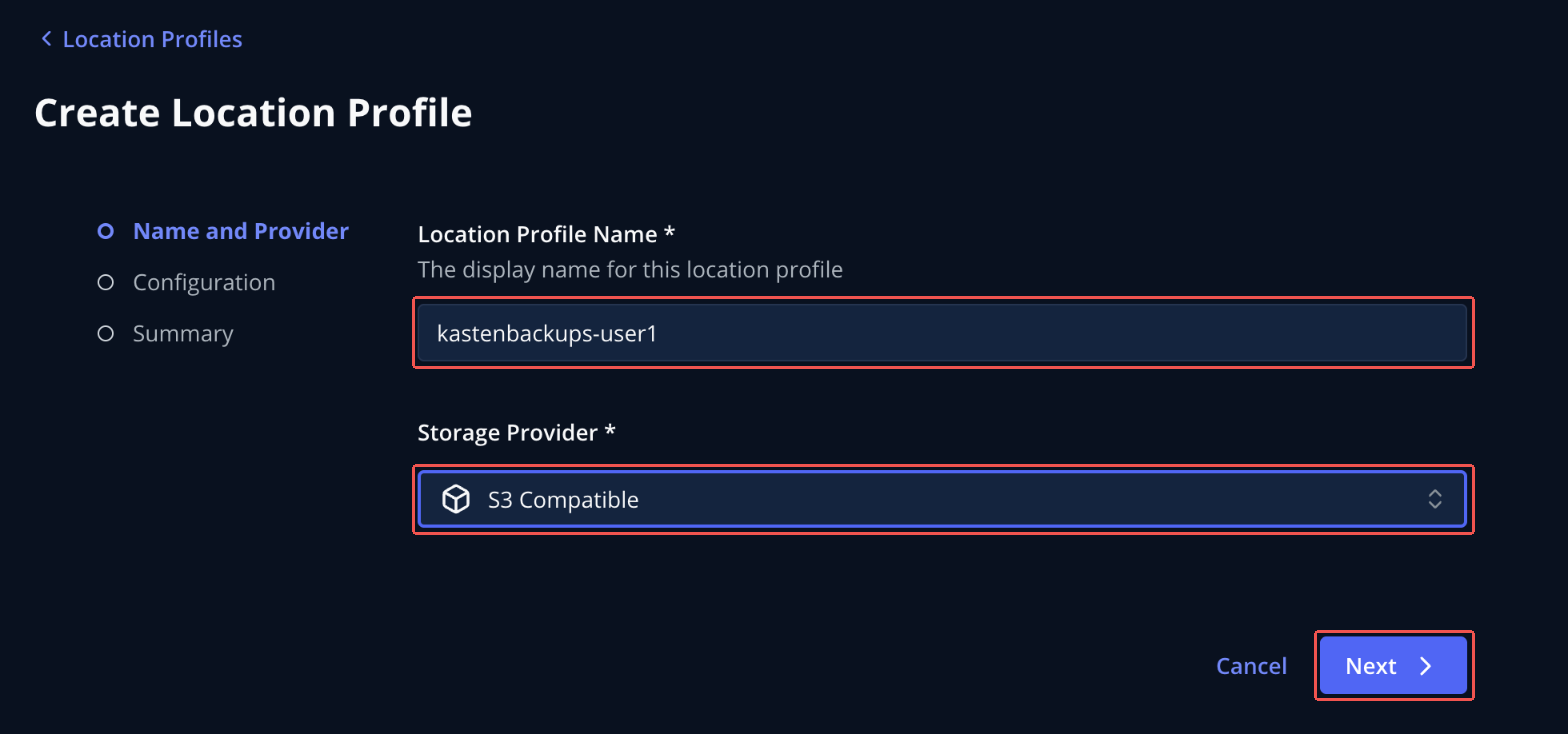 Location Profiles
Create Location Profile
Name and Provider
Configuration
Summary
Location Profile Name *
The display name for this location profile
kastenbackups-user1
Storage Provider *
S3 Compatible
Cancel
Next